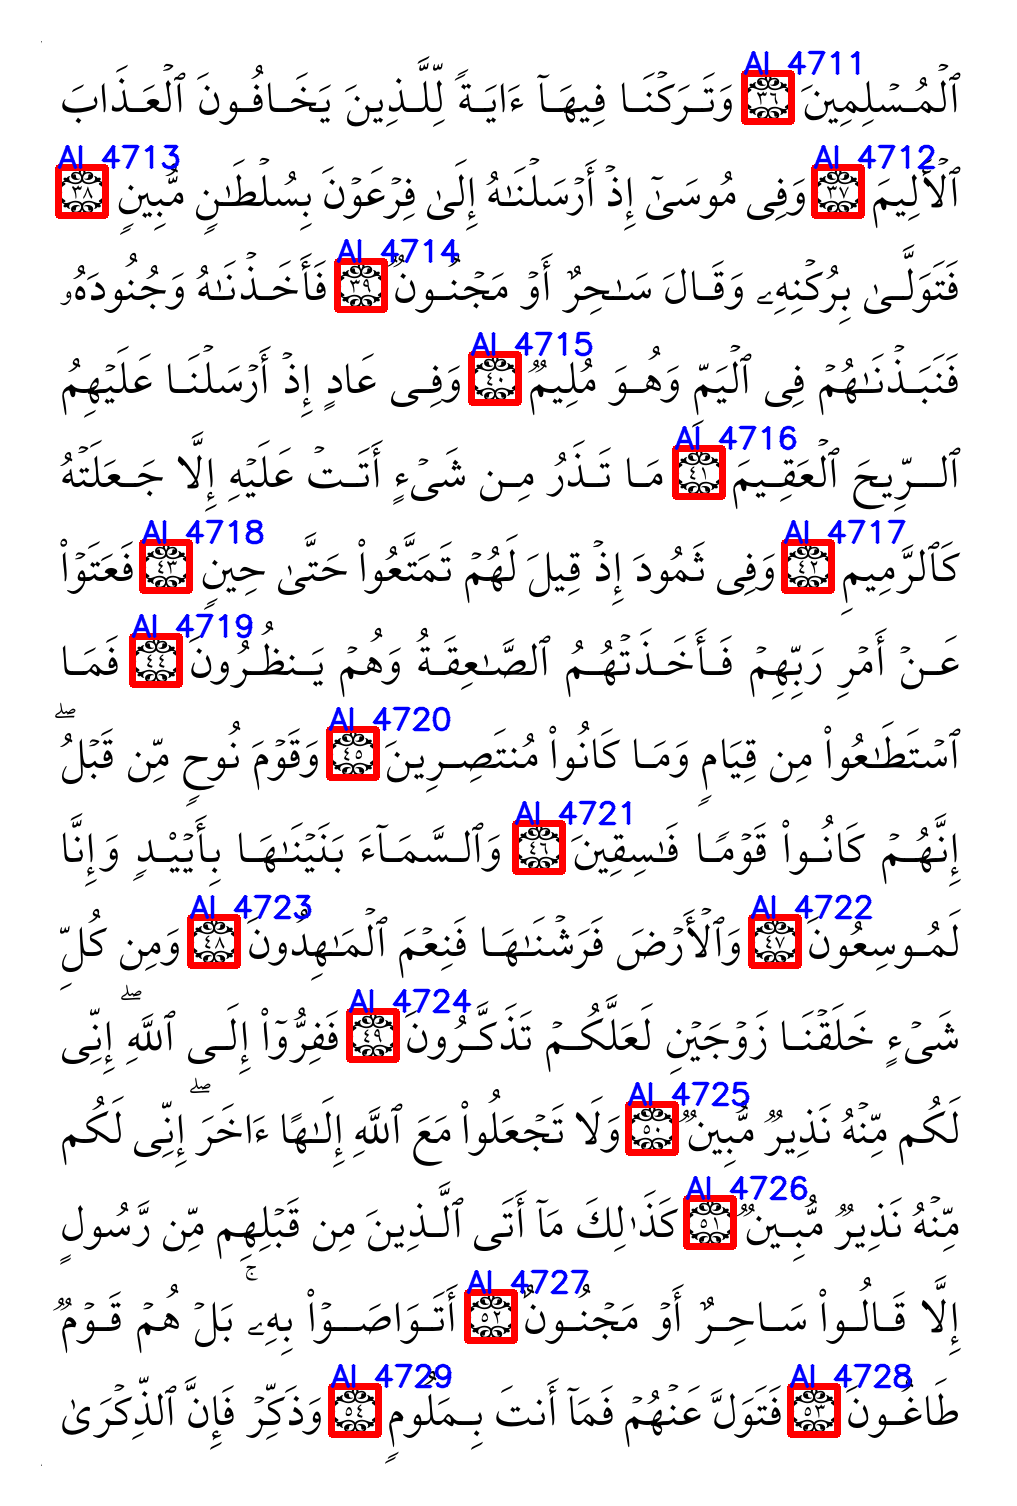 AI 4711
ٱلْمُسْلِمِينَ ٣٦ وَتَرَكْنَا فِيهَآ ءَايَةً لِّلَّذِينَ يَخَافُونَ ٱلْعَذَابَ
AI 4712 AI 4713
ٱلْأَلِيمَ ٣٧ وَفِى مُوسَىٰٓ إِذْ أَرْسَلْنَـٰهُ إِلَىٰ فِرْعَوْنَ بِسُلْطَـٰنٍ مُّبِينٍ ٣٨
AI 4714
فَتَوَلَّىٰ بِرُكْنِهِۦ وَقَالَ سَـٰحِرٌ أَوْ مَجْنُونٌ ٣٩ فَأَخَذْنَـٰهُ وَجُنُودَهُۥ
AI 4715
فَنَبَذْنَـٰهُمْ فِى ٱلْيَمِّ وَهُوَ مُلِيمٌ ٤٠ وَفِى عَادٍ إِذْ أَرْسَلْنَا عَلَيْهِمُ
AI 4716
ٱلرِّيحَ ٱلْعَقِيمَ ٤١ مَا تَذَرُ مِن شَىْءٍ أَتَتْ عَلَيْهِ إِلَّا جَعَلَتْهُ
AI 4717 AI 4718
كَٱلرَّمِيمِ ٤٢ وَفِى ثَمُودَ إِذْ قِيلَ لَهُمْ تَمَتَّعُوا۟ حَتَّىٰ حِينٍ ٤٣ فَعَتَوْا۟
AI 4719
عَنْ أَمْرِ رَبِّهِمْ فَأَخَذَتْهُمُ ٱلصَّـٰعِقَةُ وَهُمْ يَنظُرُونَ ٤٤ فَمَا
AI 4720
ٱسْتَطَـٰعُوا۟ مِن قِيَامٍ وَمَا كَانُوا۟ مُنتَصِرِينَ ٤٥ وَقَوْمَ نُوحٍ مِّن قَبْلُ ۖ
AI 4721
إِنَّهُمْ كَانُوا۟ قَوْمًا فَـٰسِقِينَ ٤٦ وَٱلسَّمَآءَ بَنَيْنَـٰهَا بِأَيْي۟دٍ وَإِنَّا
AI 4722 AI 4723
لَمُوسِعُونَ ٤٧ وَٱلْأَرْضَ فَرَشْنَـٰهَا فَنِعْمَ ٱلْمَـٰهِدُونَ ٤٨ وَمِن كُلِّ
AI 4724
شَىْءٍ خَلَقْنَا زَوْجَيْنِ لَعَلَّكُمْ تَذَكَّرُونَ ٤٩ فَفِرُّوٓا۟ إِلَى ٱللَّهِ ۖ إِنِّى
AI 4725
لَكُم مِّنْهُ نَذِيرٌ مُّبِينٌ ٥٠ وَلَا تَجْعَلُوا۟ مَعَ ٱللَّهِ إِلَـٰهًا ءَاخَرَ ۖ إِنِّى لَكُم
AI 4726
مِّنْهُ نَذِيرٌ مُّبِينٌ ٥١ كَذَٰلِكَ مَآ أَتَى ٱلَّذِينَ مِن قَبْلِهِم مِّن رَّسُولٍ
AI 4727
إِلَّا قَالُوا۟ سَاحِرٌ أَوْ مَجْنُونٌ ٥٢ أَتَوَاصَوْا۟ بِهِۦ ۚ بَلْ هُمْ قَوْمٌ
AI 4728 AI 4729
طَاغُونَ ٥٣ فَتَوَلَّ عَنْهُمْ فَمَآ أَنتَ بِمَلُومٍ ٥٤ وَذَكِّرْ فَإِنَّ ٱلذِّكْرَىٰ